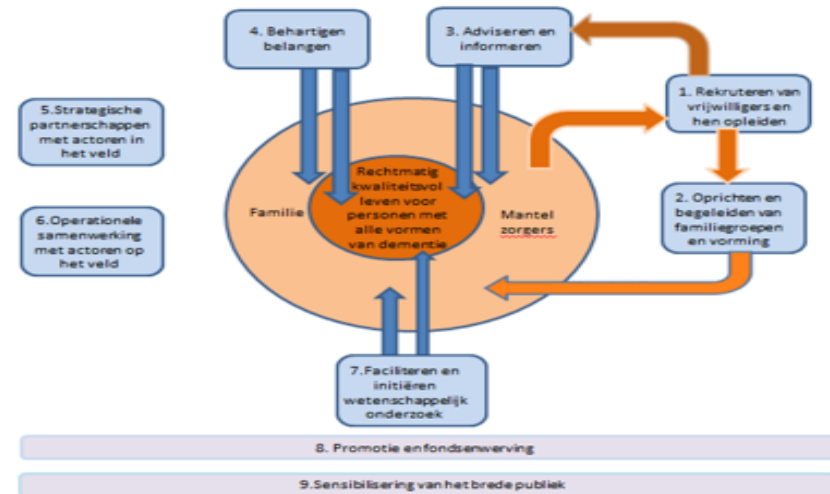 4. Behartigen
belangen
3. Adviseren en
informeren
1. Rekruteren van
vrijwilligers en
hen opleiden
5.Strategische
partnerschappen
met actoren in
het veld
Rechtmatig
kwaliteitsvol
leven voor
personen met
alle vormen
van dementie
Familie
Mantel
zorgers
2. Oprichten en
begeleiden van
familiegroepen
en vorming
6.Operationele
samenwerking
met actoren op
het veld
7.Faciliteren en
initiëren
wetenschappelijk
onderzoek
8. Promotie en fondsenwerving
9.Sensibilisering van het brede publiek